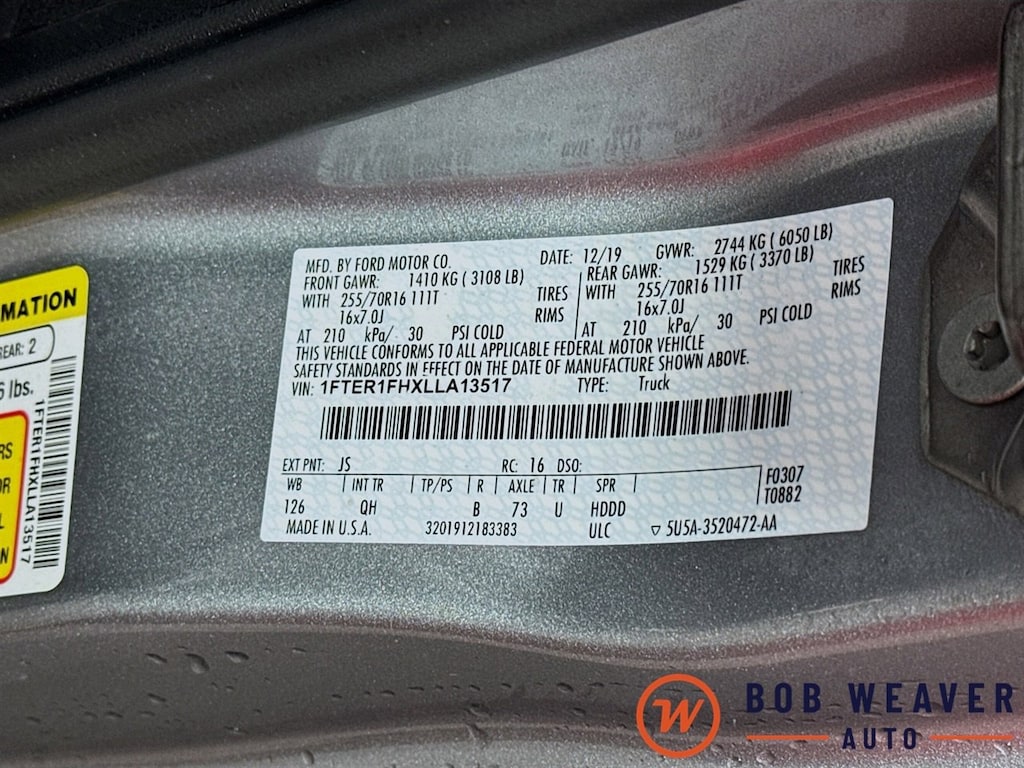 MFD. BY FORD MOTOR CO. DATE: 12/19 GVWR: 2744 KG ( 6050 LB)
FRONT GAWR: 1410 KG ( 3108 LB) REAR GAWR: 1529 KG ( 3370 LB)
WITH 255/70R16 111T TIRES WITH 255/70R16 111T TIRES
16x7.0J RIMS 16x7.0J RIMS
AT 210 kPa/ 30 PSI COLD AT 210 kPa/ 30 PSI COLD
THIS VEHICLE CONFORMS TO ALL APPLICABLE FEDERAL MOTOR VEHICLE
SAFETY STANDARDS IN EFFECT ON THE DATE OF MANUFACTURE SHOWN ABOVE.
VIN: 1FTER1FHXLLA13517 TYPE: Truck
EXT PNT: JS RC: 16 DSO:
WB INT TR TP/PS R AXLE TR SPR F0307
126 QH B 73 U HDDD T0882
MADE IN U.S.A. 3201912183383 ULC ▽ 5U5A-3520472-AA
MATION
REAR: 2
lbs.
1FTER1FHXLLA13517
W BOB WEAVER
AUTO